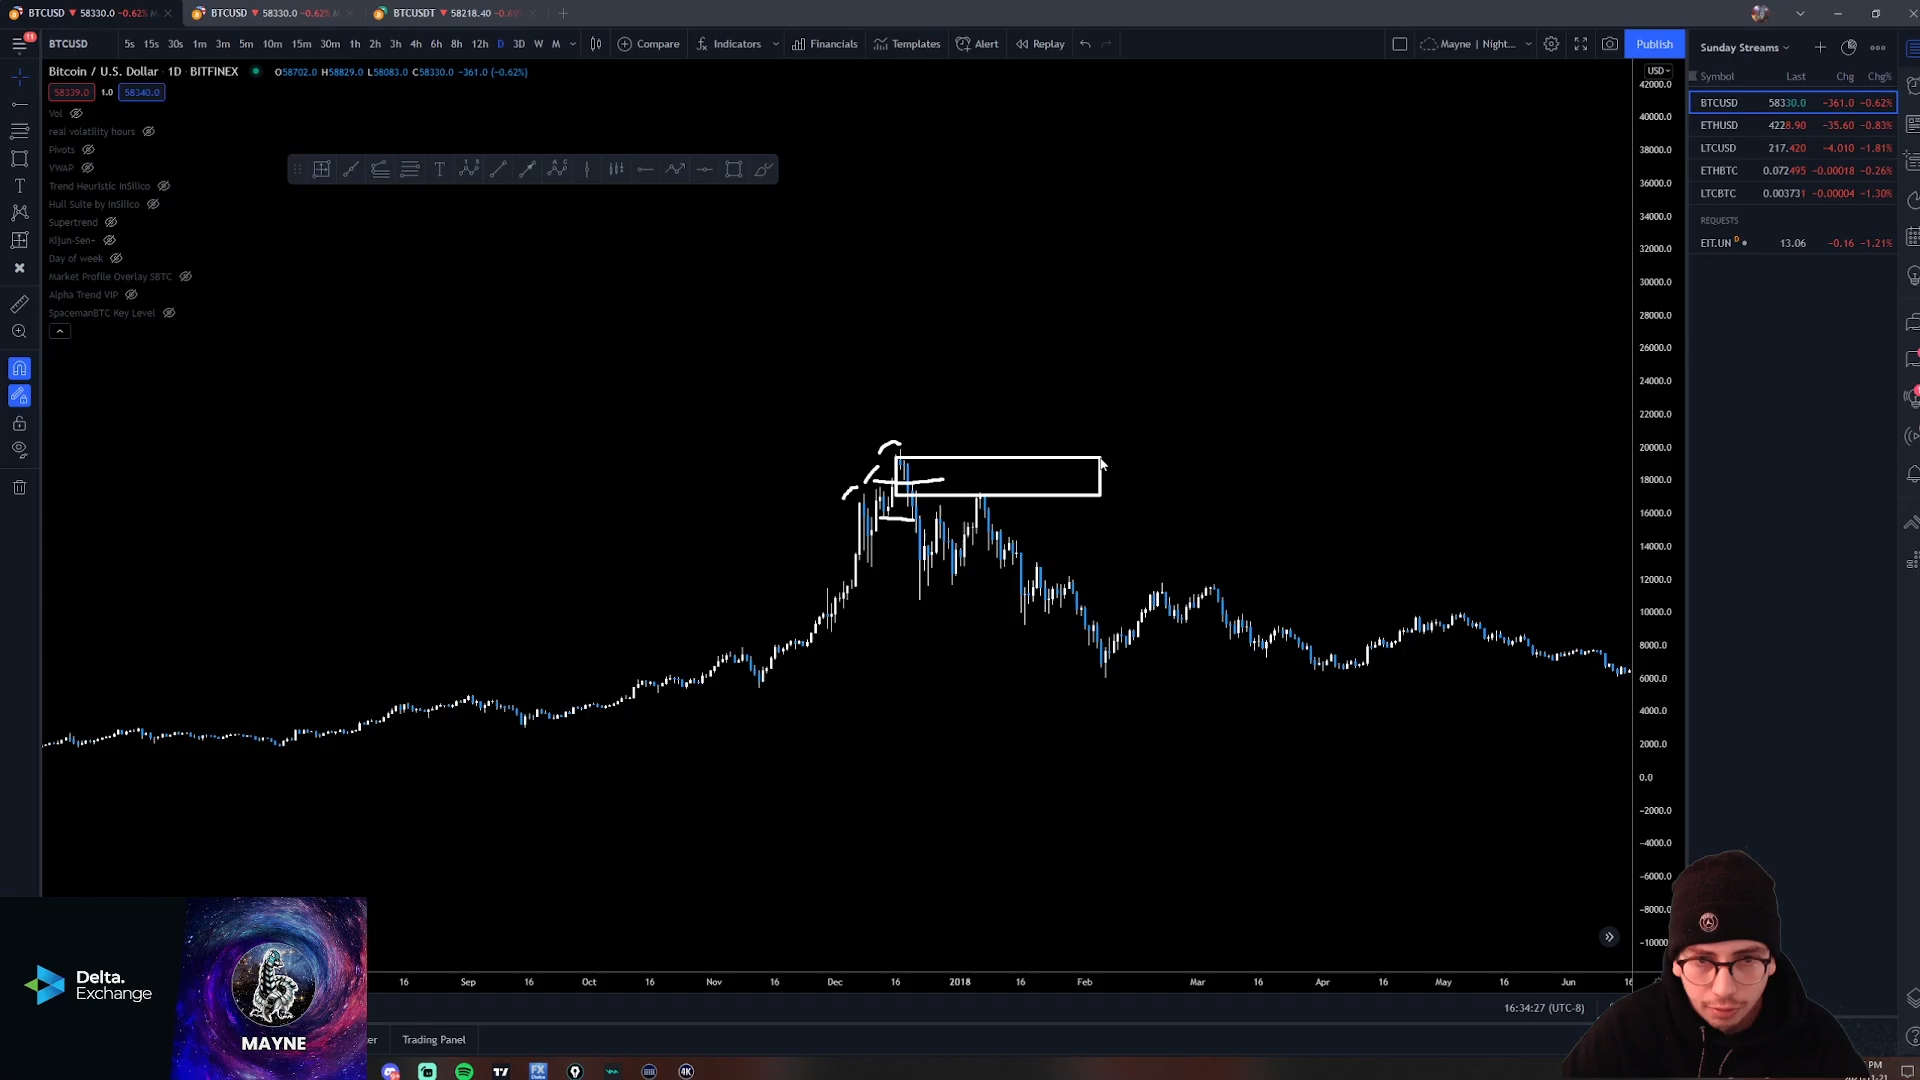 BTCUSD ▼ 58330.0 −0.62%
BTCUSD ▼ 58330.0 −0.62%
BTCUSDT ▼ 58218.40
11
BTCUSD 5s 15s 30s 1m 3m 5m 10m 15m 30m 1h 2h 3h 4h 6h 8h 12h D 3D W M Compare Indicators Financials Templates Alert Replay Mayne | Night... Publish
Sunday Streams
Bitcoin / U.S. Dollar · 1D · BITFINEX O58702.0 H58829.0 L58083.0 C58330.0 −361.0 (−0.62%)
58339.0 1.0 58340.0
Vol
real volatility hours
Pivots
VWAP
Trend Heuristic InSilico
Hull Suite by InSilico
Supertrend
Kijun-Sen+
Day of week
Market Profile Overlay SBTC
Alpha Trend VIP
SpacemanBTC Key Level
USD
42000.0
40000.0
38000.0
36000.0
34000.0
32000.0
30000.0
28000.0
26000.0
24000.0
22000.0
20000.0
18000.0
16000.0
14000.0
12000.0
10000.0
8000.0
6000.0
4000.0
2000.0
0.0
−2000.0
−4000.0
−6000.0
−8000.0
−10000
Symbol Last Chg Chg%
BTCUSD 58330.0 −361.0 −0.62%
ETHUSD 4228.90 −35.60 −0.83%
LTCUSD 217.420 −4.010 −1.81%
ETHBTC 0.072495 −0.00018 −0.26%
LTCBTC 0.003731 −0.00004 −1.30%
REQUESTS
EIT.UN D 13.06 −0.16 −1.21%
16 Sep 16 Oct 16 Nov 16 Dec 16 2018 16 Feb Mar 16 Apr 16 May 16 Jun 16
16:34:27 (UTC-8)
Trading Panel
Delta.
Exchange
MAYNE
FX
4K
PM